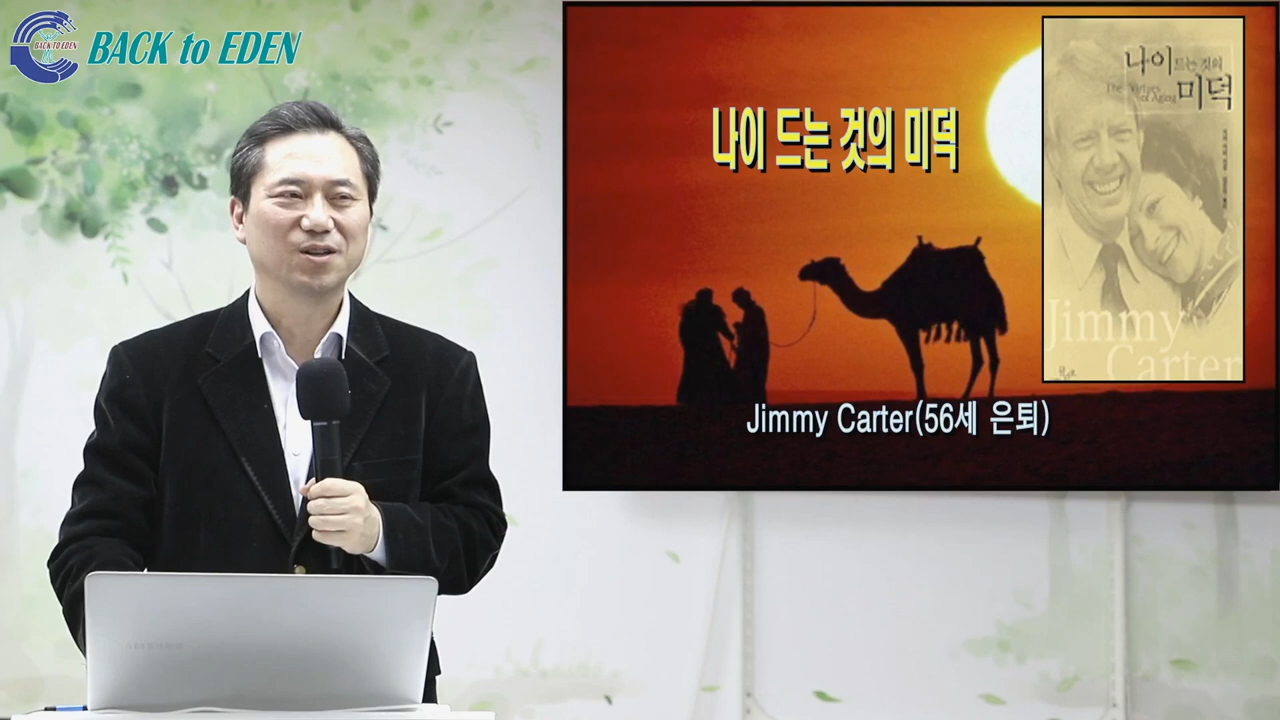 BACK TO EDEN
BACK to EDEN
나이 드는 것의 미덕
나이 드는 것의
미덕
The Virtues
of Aging
Jimmy
Carter
Jimmy Carter(56세 은퇴)